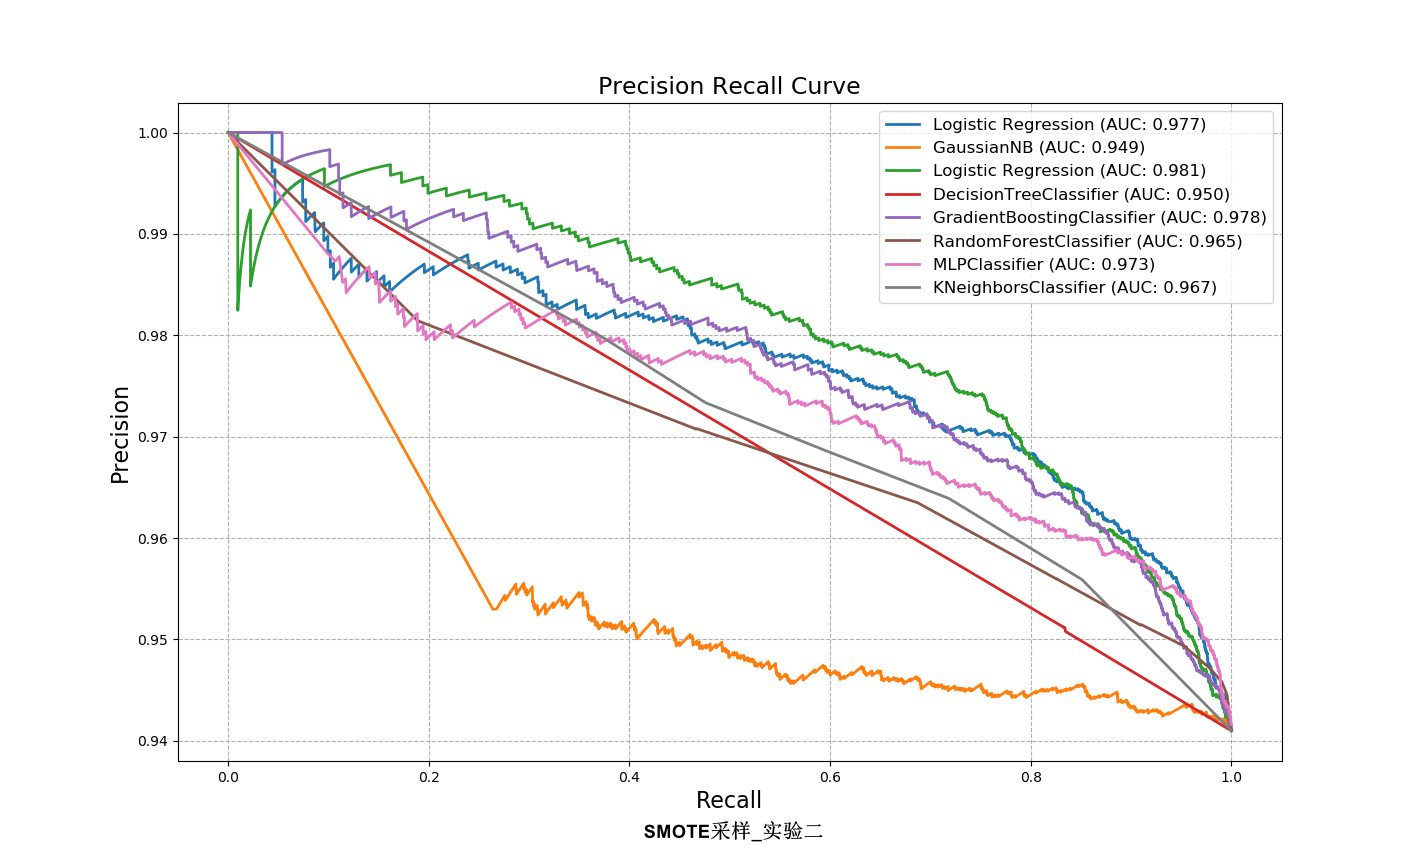 Precision Recall Curve
1.00
0.99
0.98
0.97
0.96
0.95
0.94
Precision
Logistic Regression (AUC: 0.977)
GaussianNB (AUC: 0.949)
Logistic Regression (AUC: 0.981)
DecisionTreeClassifier (AUC: 0.950)
GradientBoostingClassifier (AUC: 0.978)
RandomForestClassifier (AUC: 0.965)
MLPClassifier (AUC: 0.973)
KNeighborsClassifier (AUC: 0.967)
0.0 0.2 0.4 0.6 0.8 1.0
Recall
SMOTE采样_实验二